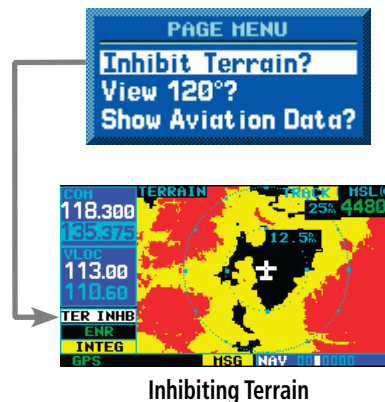 PAGE MENU
Inhibit Terrain?
View 120°?
Show Aviation Data?
COM TERRAIN TRACK MSL
118.300 25 4480
135.375
12.5
VLOC
113.00
110.60
TER INHB
ENR
INTEG
GPS MSG NAV
Inhibiting Terrain